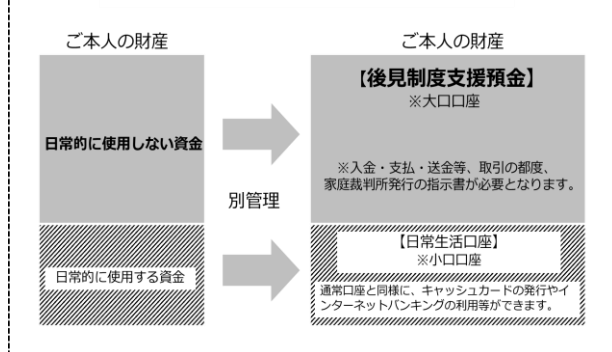 ご本人の財産
日常的に使用しない資金
日常的に使用する資金
別管理
ご本人の財産
【後見制度支援預金】
※大口口座
※入金・支払・送金等、取引の都度、
家庭裁判所発行の指示書が必要となります。
【日常生活口座】
※小口口座
通常口座と同様に、キャッシュカードの発行やイ
ンターネットバンキングの利用等ができます。